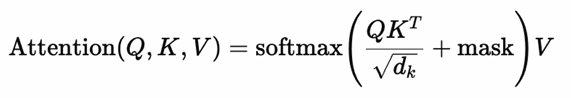 Attention(Q, K, V) = softmax(QK^T / √d_k + mask)V